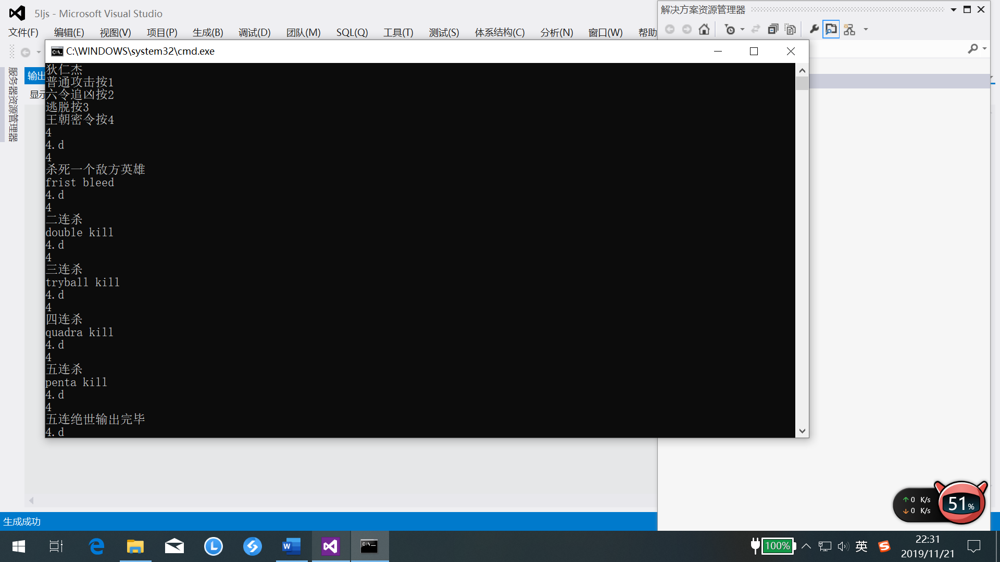 5ljs - Microsoft Visual Studio
文件(F) 编辑(E) 视图(V) 项目(P) 生成(B) 调试(D) 团队(M) SQL(Q) 工具(T) 测试(S) 体系结构(C) 分析(N) 窗口(W) 帮助
解决方案资源管理器
C:\WINDOWS\system32\cmd.exe
服务器资源管理器
输出
显示
狄仁杰
普通攻击按1
六令追凶按2
逃脱按3
王朝密令按4
4
4.d
4
杀死一个敌方英雄
frist bleed
4.d
4
二连杀
double kill
4.d
4
三连杀
tryball kill
4.d
4
四连杀
quadra kill
4.d
4
五连杀
penta kill
4.d
4
五连绝世输出完毕
4.d
0 K/s
0 K/s
51%
生成成功
100%
英
22:31
2019/11/21